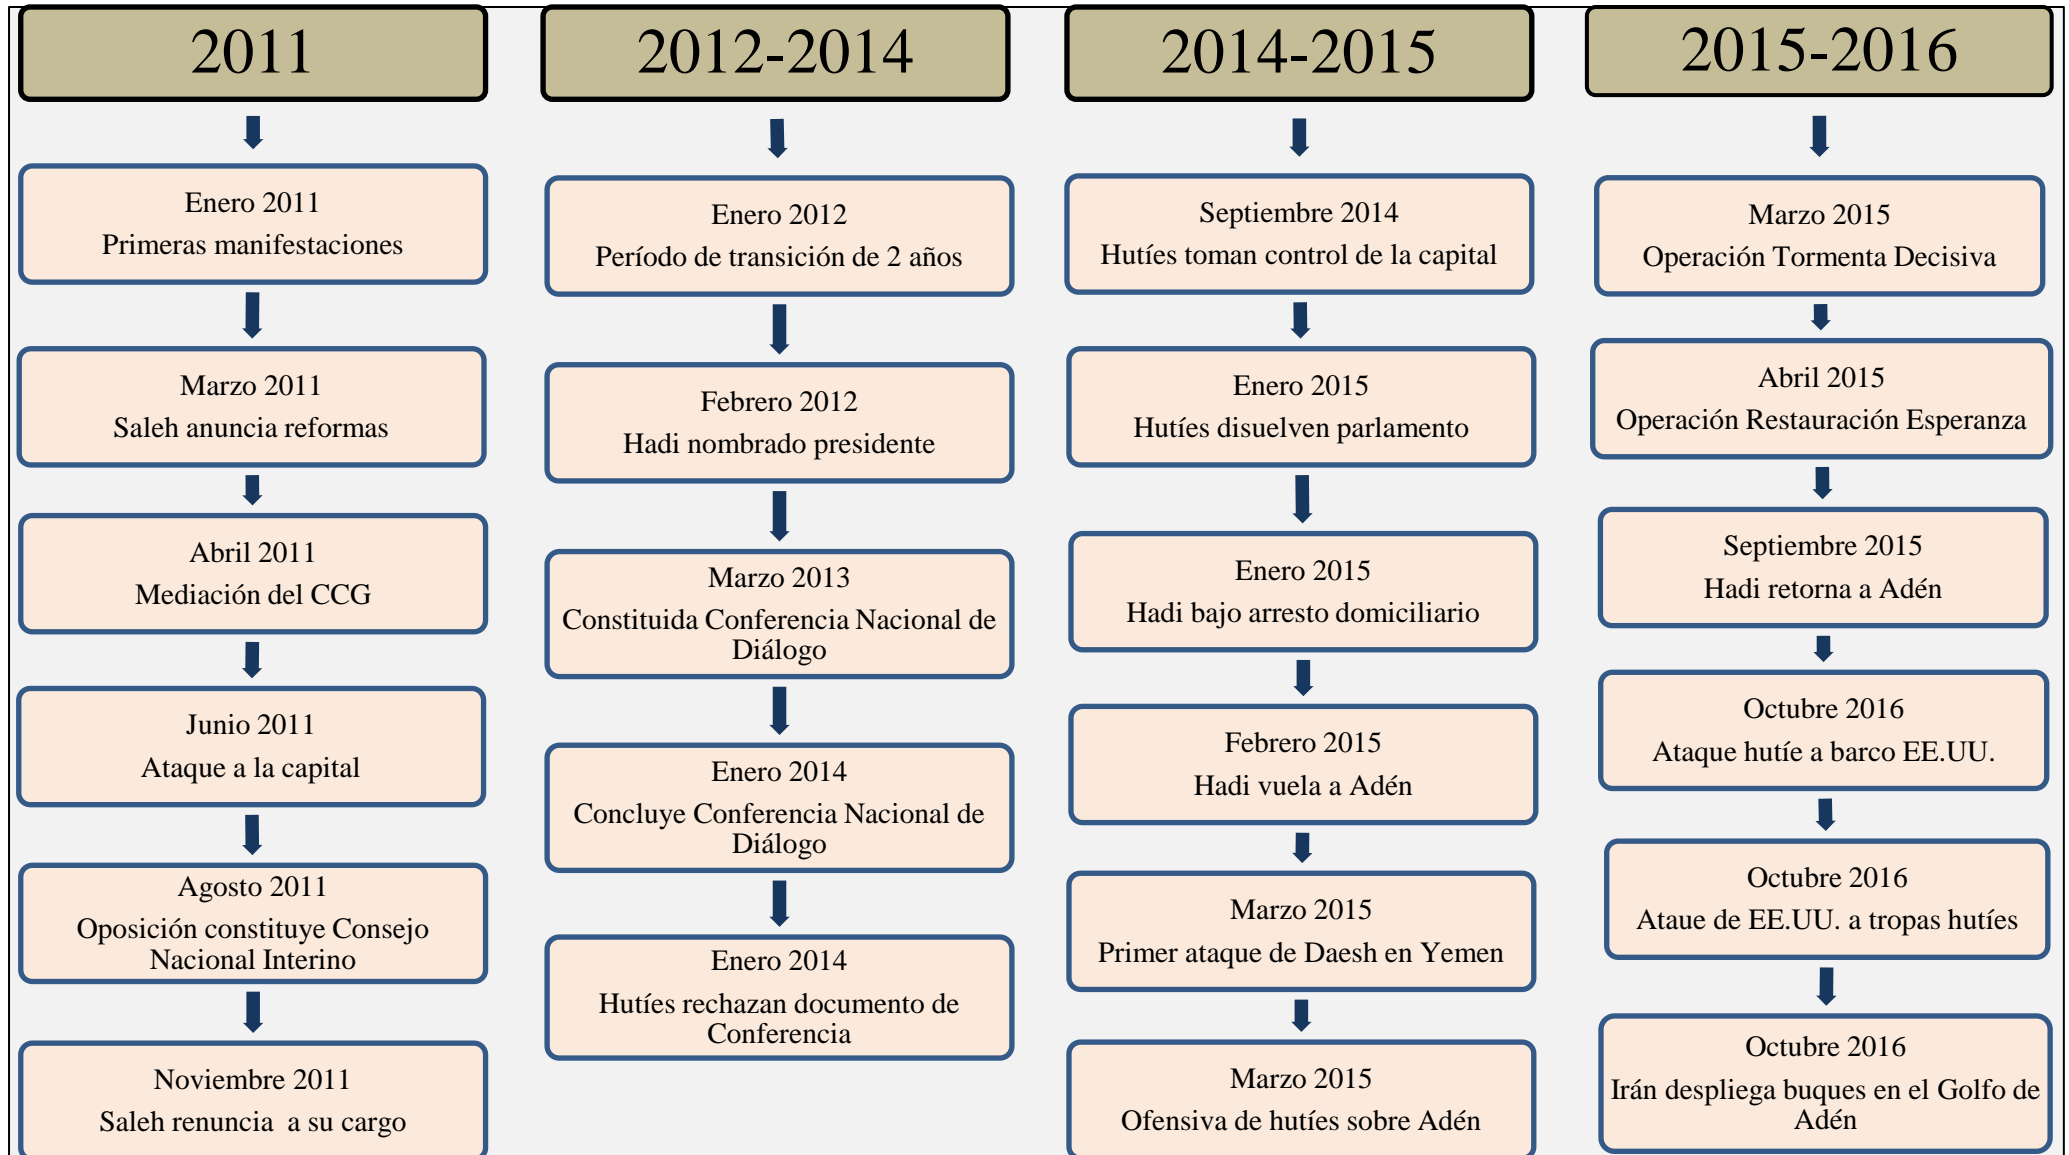 2011
Enero 2011
Primeras manifestaciones
Marzo 2011
Saleh anuncia reformas
Abril 2011
Mediación del CCG
Junio 2011
Ataque a la capital
Agosto 2011
Oposición constituye Consejo
Nacional Interino
Noviembre 2011
Saleh renuncia a su cargo
2012-2014
Enero 2012
Período de transición de 2 años
Febrero 2012
Hadi nombrado presidente
Marzo 2013
Constituida Conferencia Nacional de
Diálogo
Enero 2014
Concluye Conferencia Nacional de
Diálogo
Enero 2014
Hutíes rechazan documento de
Conferencia
2014-2015
Septiembre 2014
Hutíes toman control de la capital
Enero 2015
Hutíes disuelven parlamento
Enero 2015
Hadi bajo arresto domiciliario
Febrero 2015
Hadi vuela a Adén
Marzo 2015
Primer ataque de Daesh en Yemen
Marzo 2015
Ofensiva de hutíes sobre Adén
2015-2016
Marzo 2015
Operación Tormenta Decisiva
Abril 2015
Operación Restauración Esperanza
Septiembre 2015
Hadi retorna a Adén
Octubre 2016
Ataque hutíe a barco EE.UU.
Octubre 2016
Ataue de EE.UU. a tropas hutíes
Octubre 2016
Irán despliega buques en el Golfo de
Adén